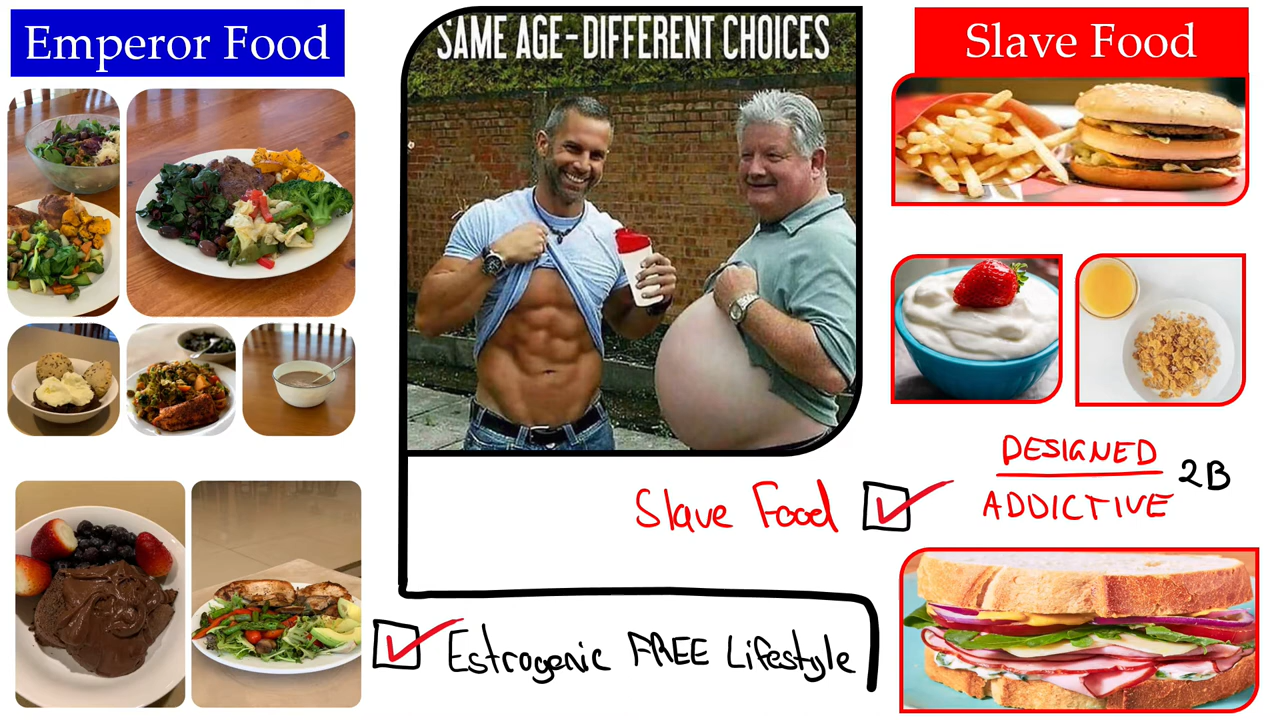 Emperor Food
SAME AGE-DIFFERENT CHOICES
Slave Food
Slave Food
DESIGNED
2B
ADDICTIVE
Estrogenic FREE Lifestyle